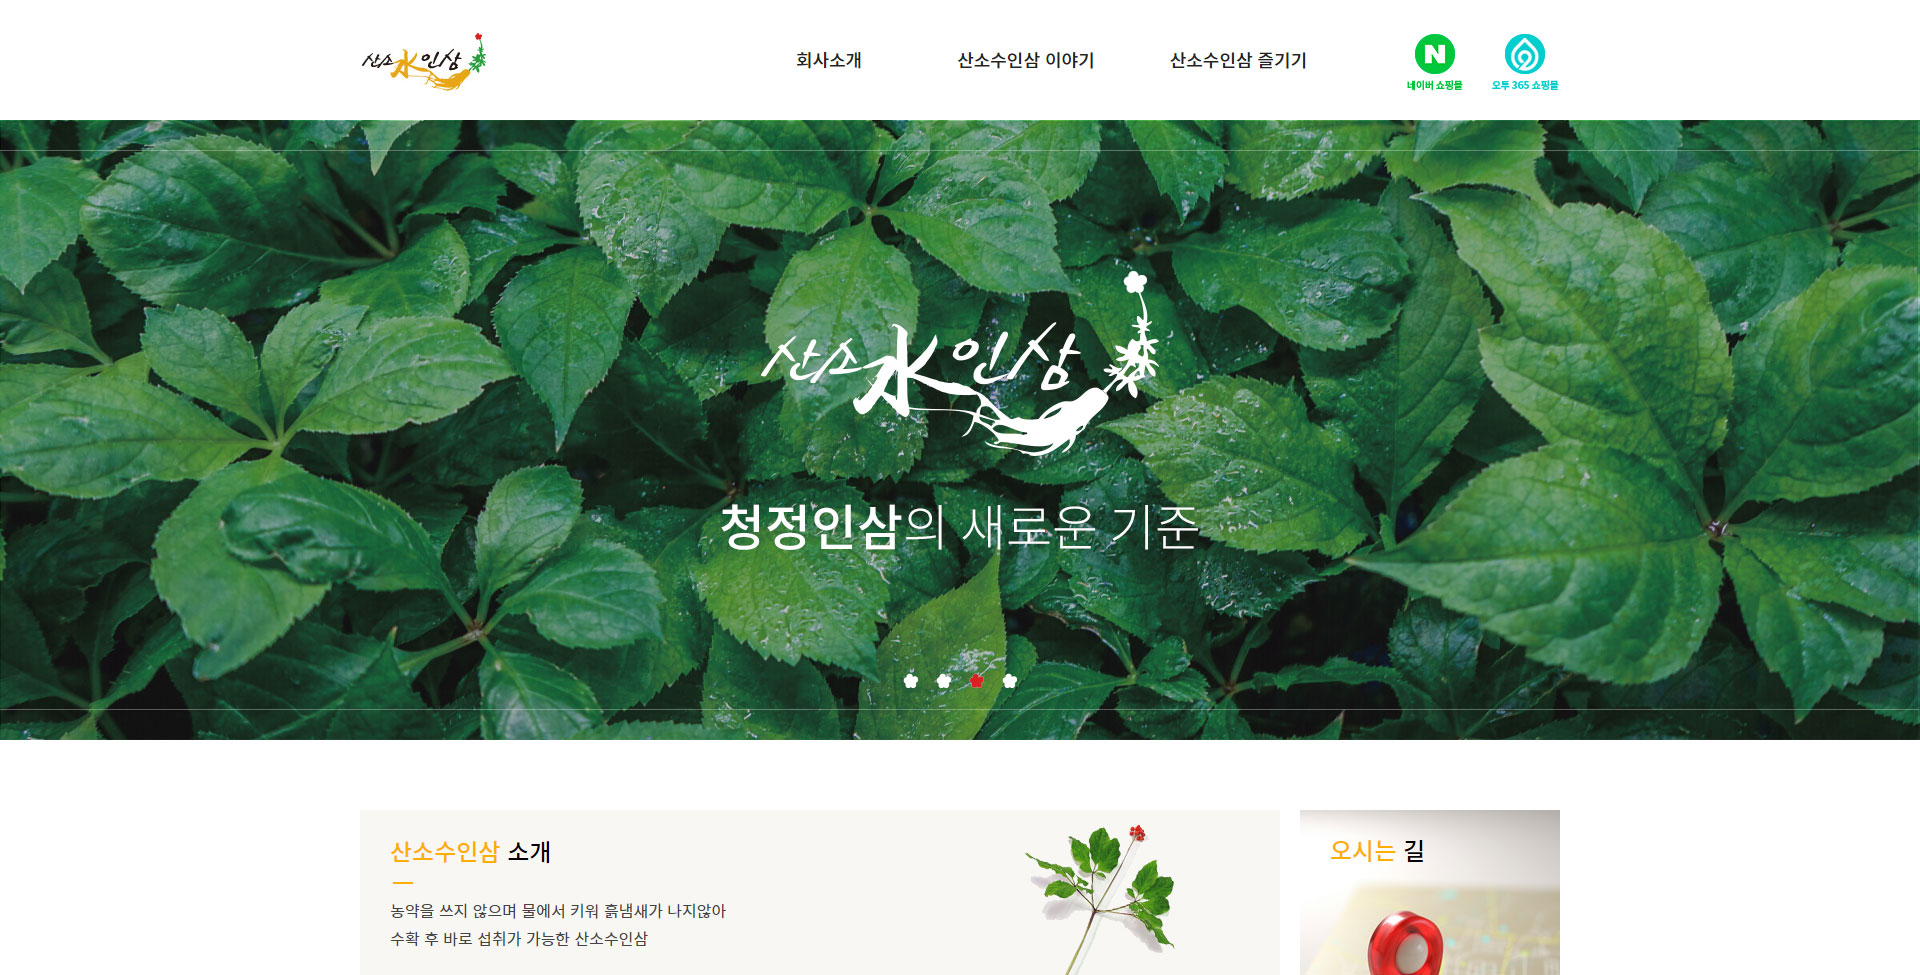 산소水인삼
회사소개
산소수인삼 이야기
산소수인삼 즐기기
N
네이버 쇼핑몰
오투 365 쇼핑몰
산소水인삼
청정인삼의 새로운 기준
산소수인삼 소개
농약을 쓰지 않으며 물에서 키워 흙냄새가 나지않아
수확 후 바로 섭취가 가능한 산소수인삼
오시는 길